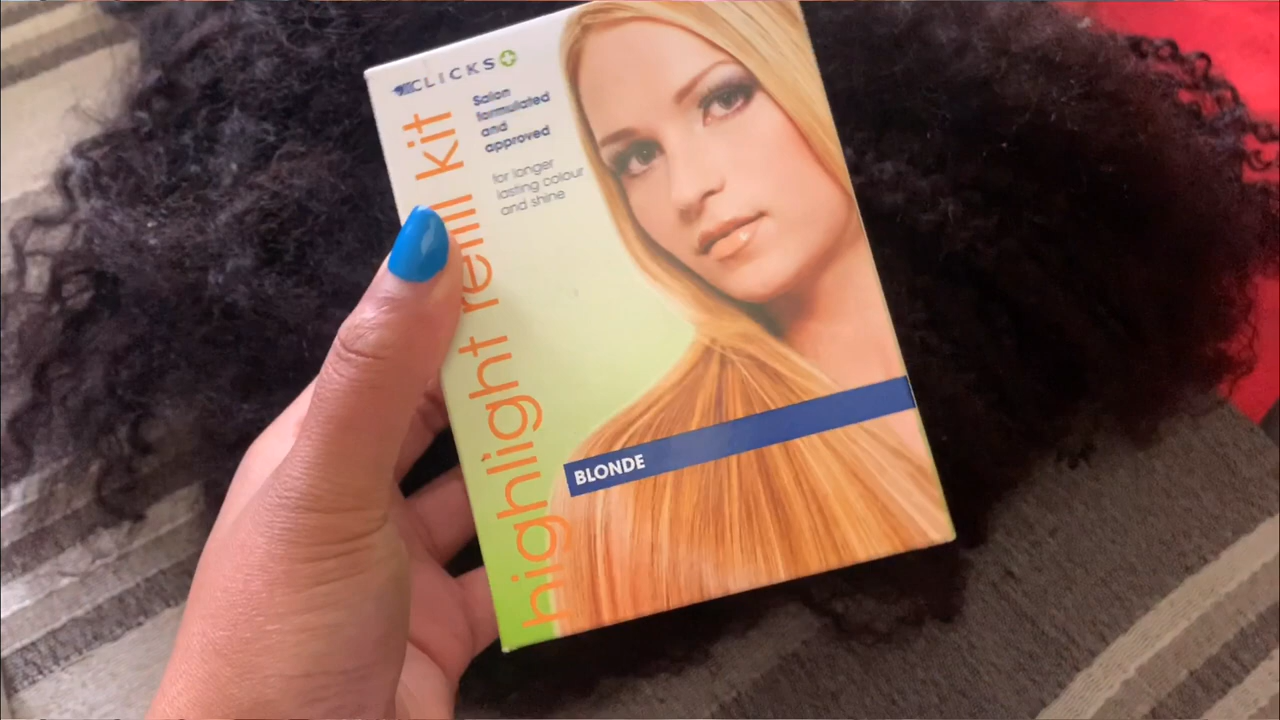 CLICKS
Salon
formulated
and
approved
for longer
lasting colour
and shine
highlight refill kit
BLONDE